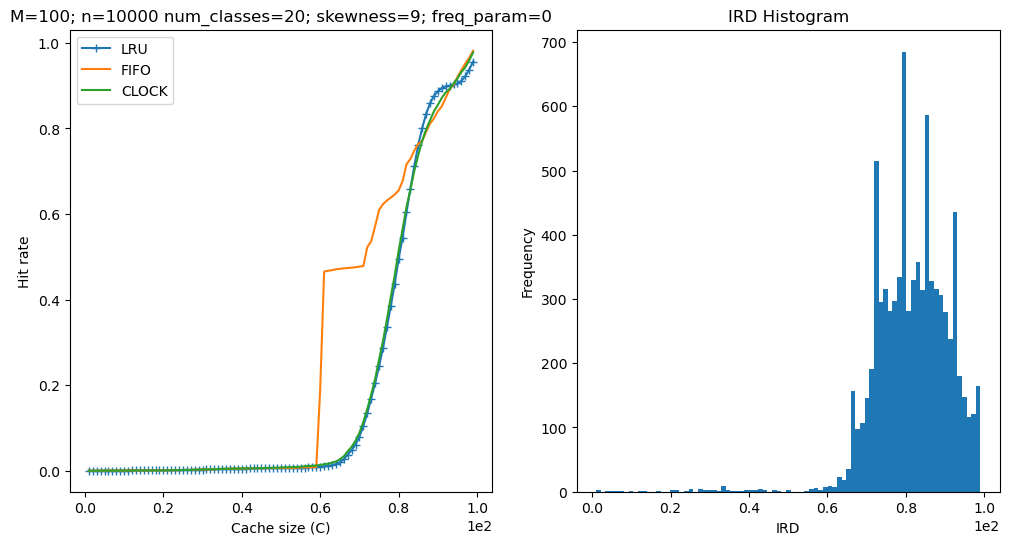 M=100; n=10000 num_classes=20; skewness=9; freq_param=0
LRU
FIFO
CLOCK
1.0
0.8
0.6
0.4
0.2
0.0
Hit rate
0.0 0.2 0.4 0.6 0.8 1.0
1e2
Cache size (C)
IRD Histogram
700
600
500
400
300
200
100
0
Frequency
0.0 0.2 0.4 0.6 0.8 1.0
1e2
IRD